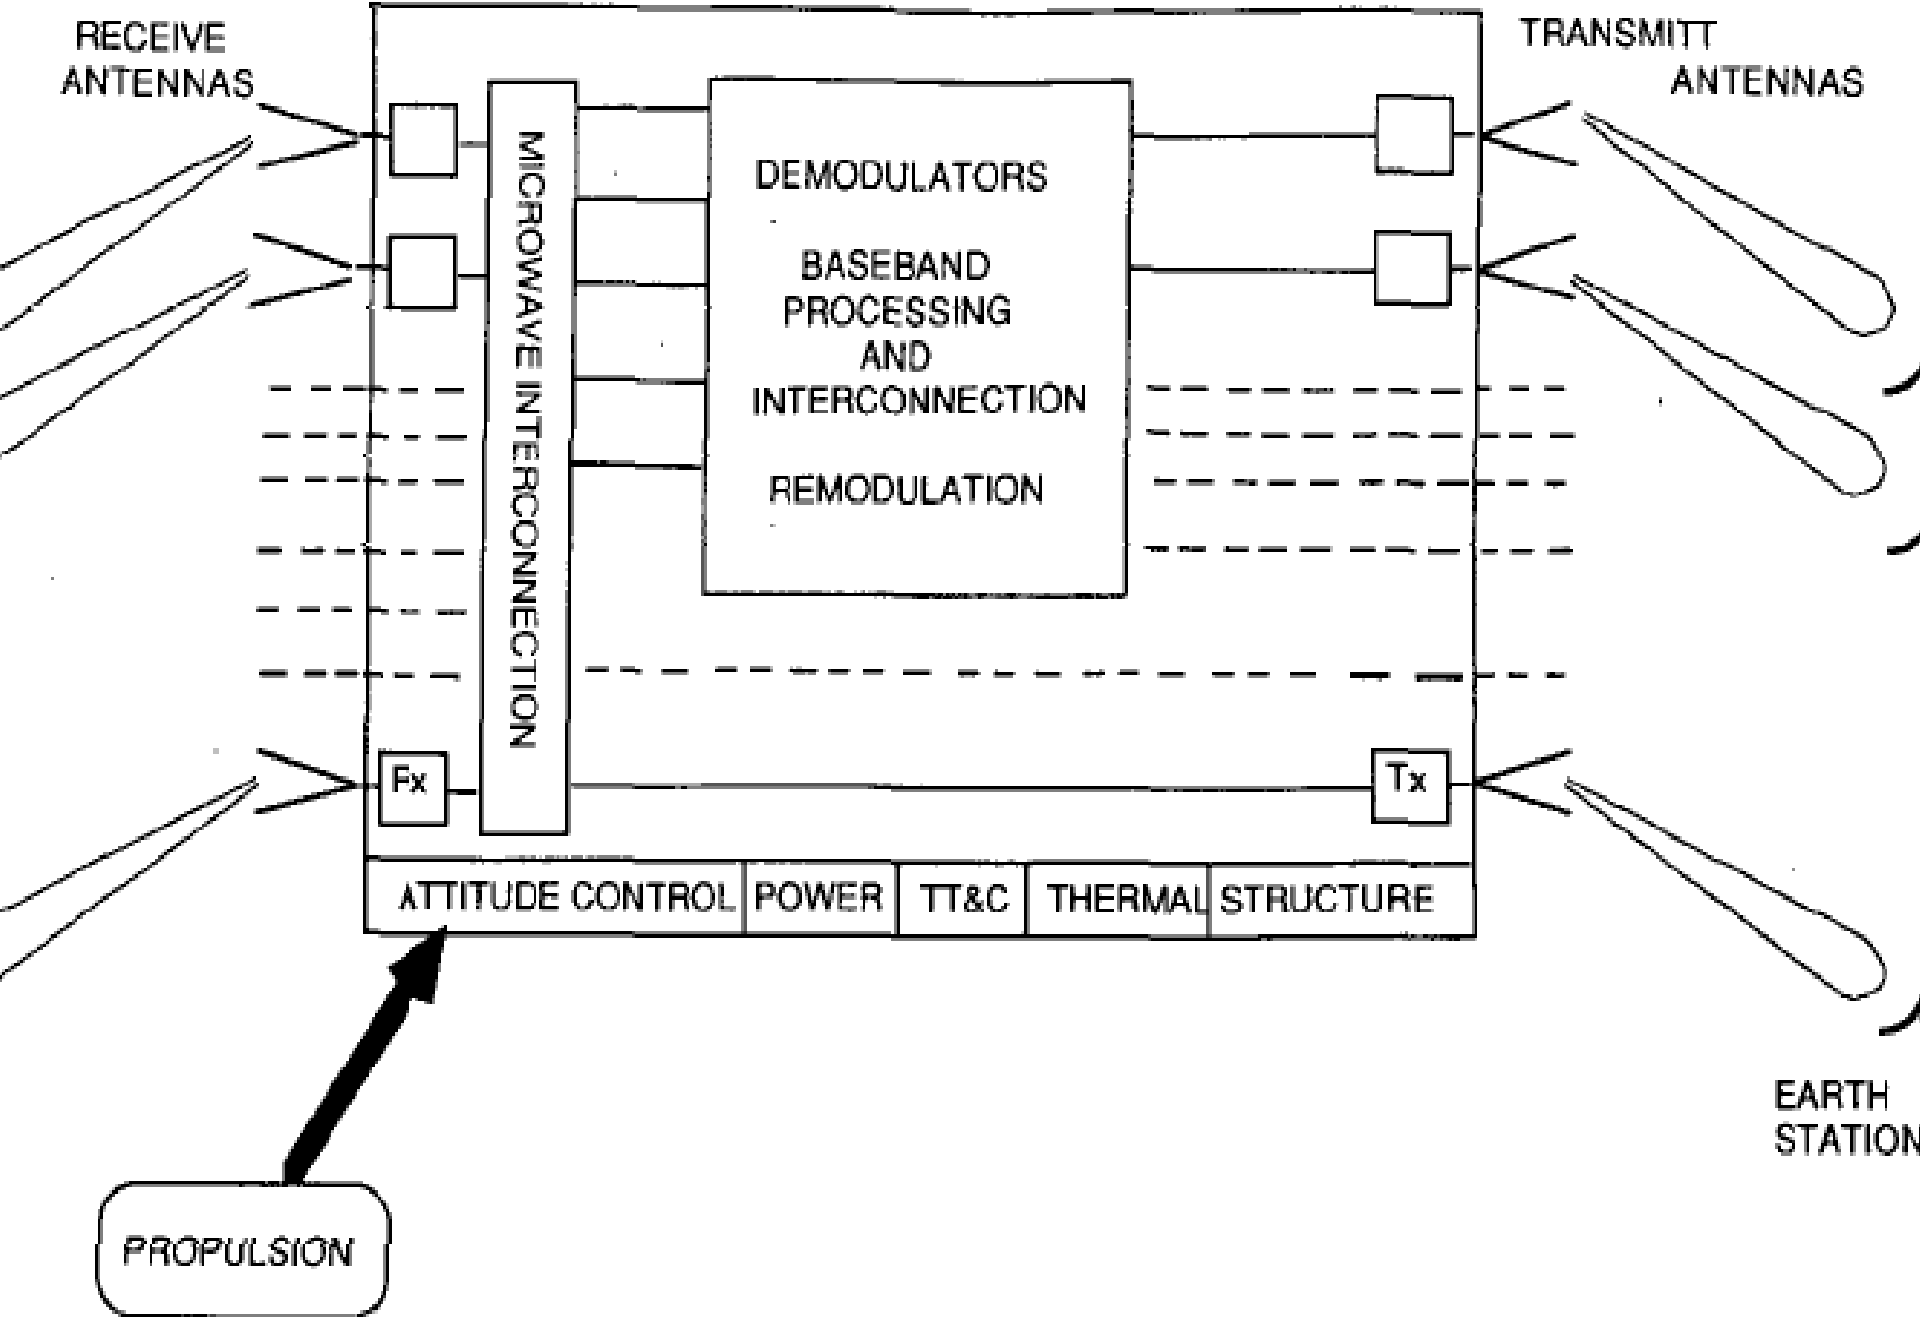 RECEIVE
ANTENNAS
TRANSMITT
ANTENNAS
MICROWAVE INTERCONNECTION
DEMODULATORS
BASEBAND
PROCESSING
AND
INTERCONNECTION
REMODULATION
Fx
Tx
ATTITUDE CONTROL
POWER
TT&C
THERMAL
STRUCTURE
EARTH
STATION
PROPULSION